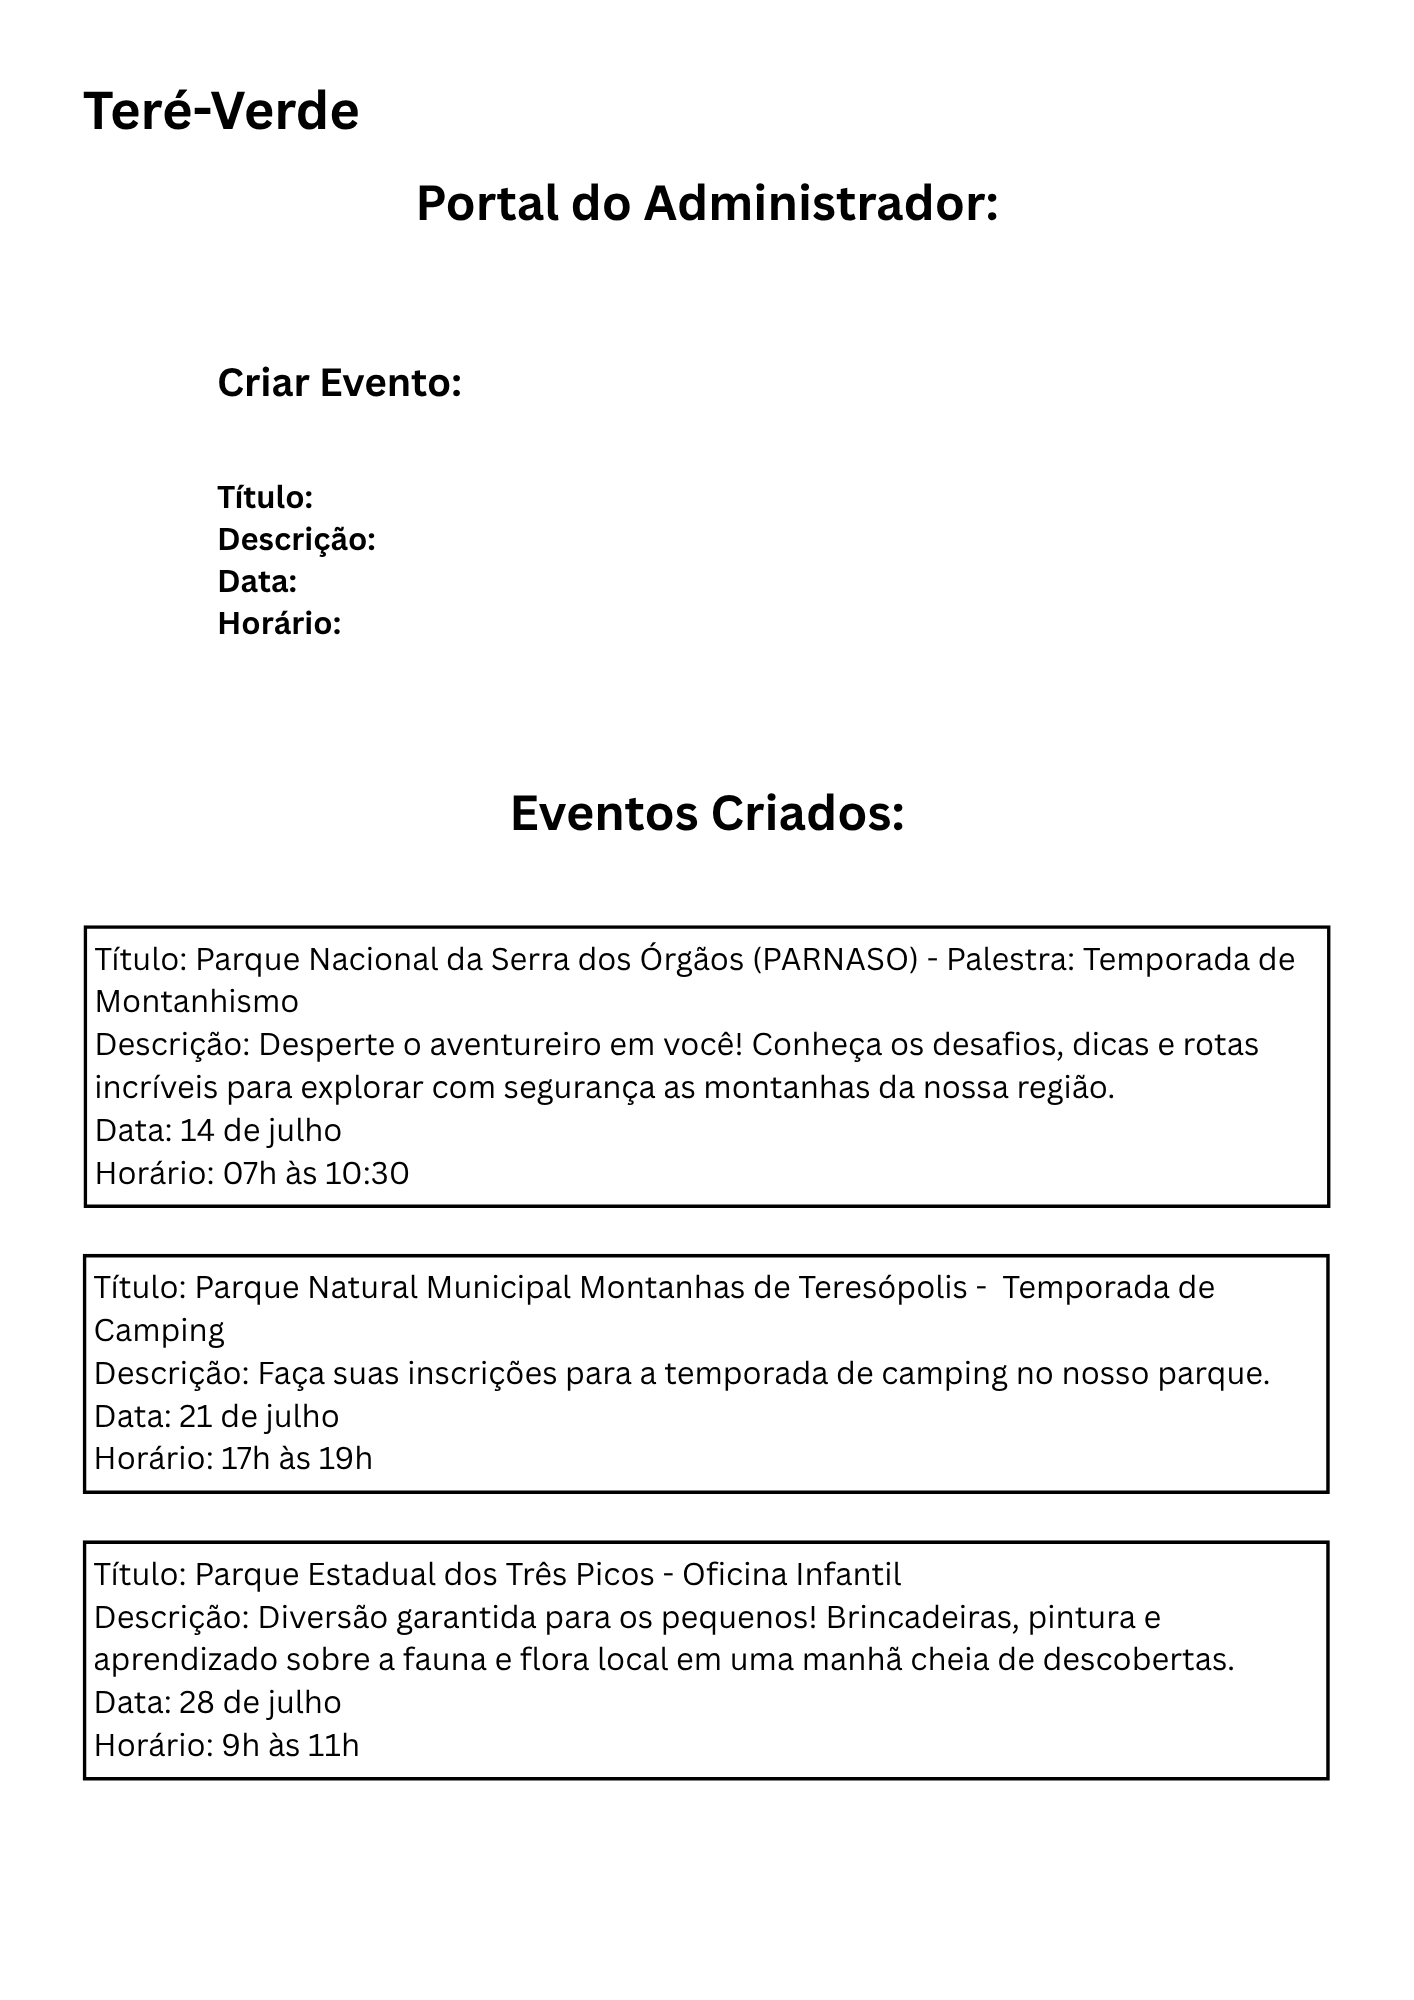 Teré-Verde
Portal do Administrador:
Criar Evento:
Título:
Descrição:
Data:
Horário:
Eventos Criados:
Título: Parque Nacional da Serra dos Órgãos (PARNASO) - Palestra: Temporada de
Montanhismo
Descrição: Desperte o aventureiro em você! Conheça os desafios, dicas e rotas
incríveis para explorar com segurança as montanhas da nossa região.
Data: 14 de julho
Horário: 07h às 10:30
Título: Parque Natural Municipal Montanhas de Teresópolis -  Temporada de
Camping
Descrição: Faça suas inscrições para a temporada de camping no nosso parque.
Data: 21 de julho
Horário: 17h às 19h
Título: Parque Estadual dos Três Picos - Oficina Infantil
Descrição: Diversão garantida para os pequenos! Brincadeiras, pintura e
aprendizado sobre a fauna e flora local em uma manhã cheia de descobertas.
Data: 28 de julho
Horário: 9h às 11h